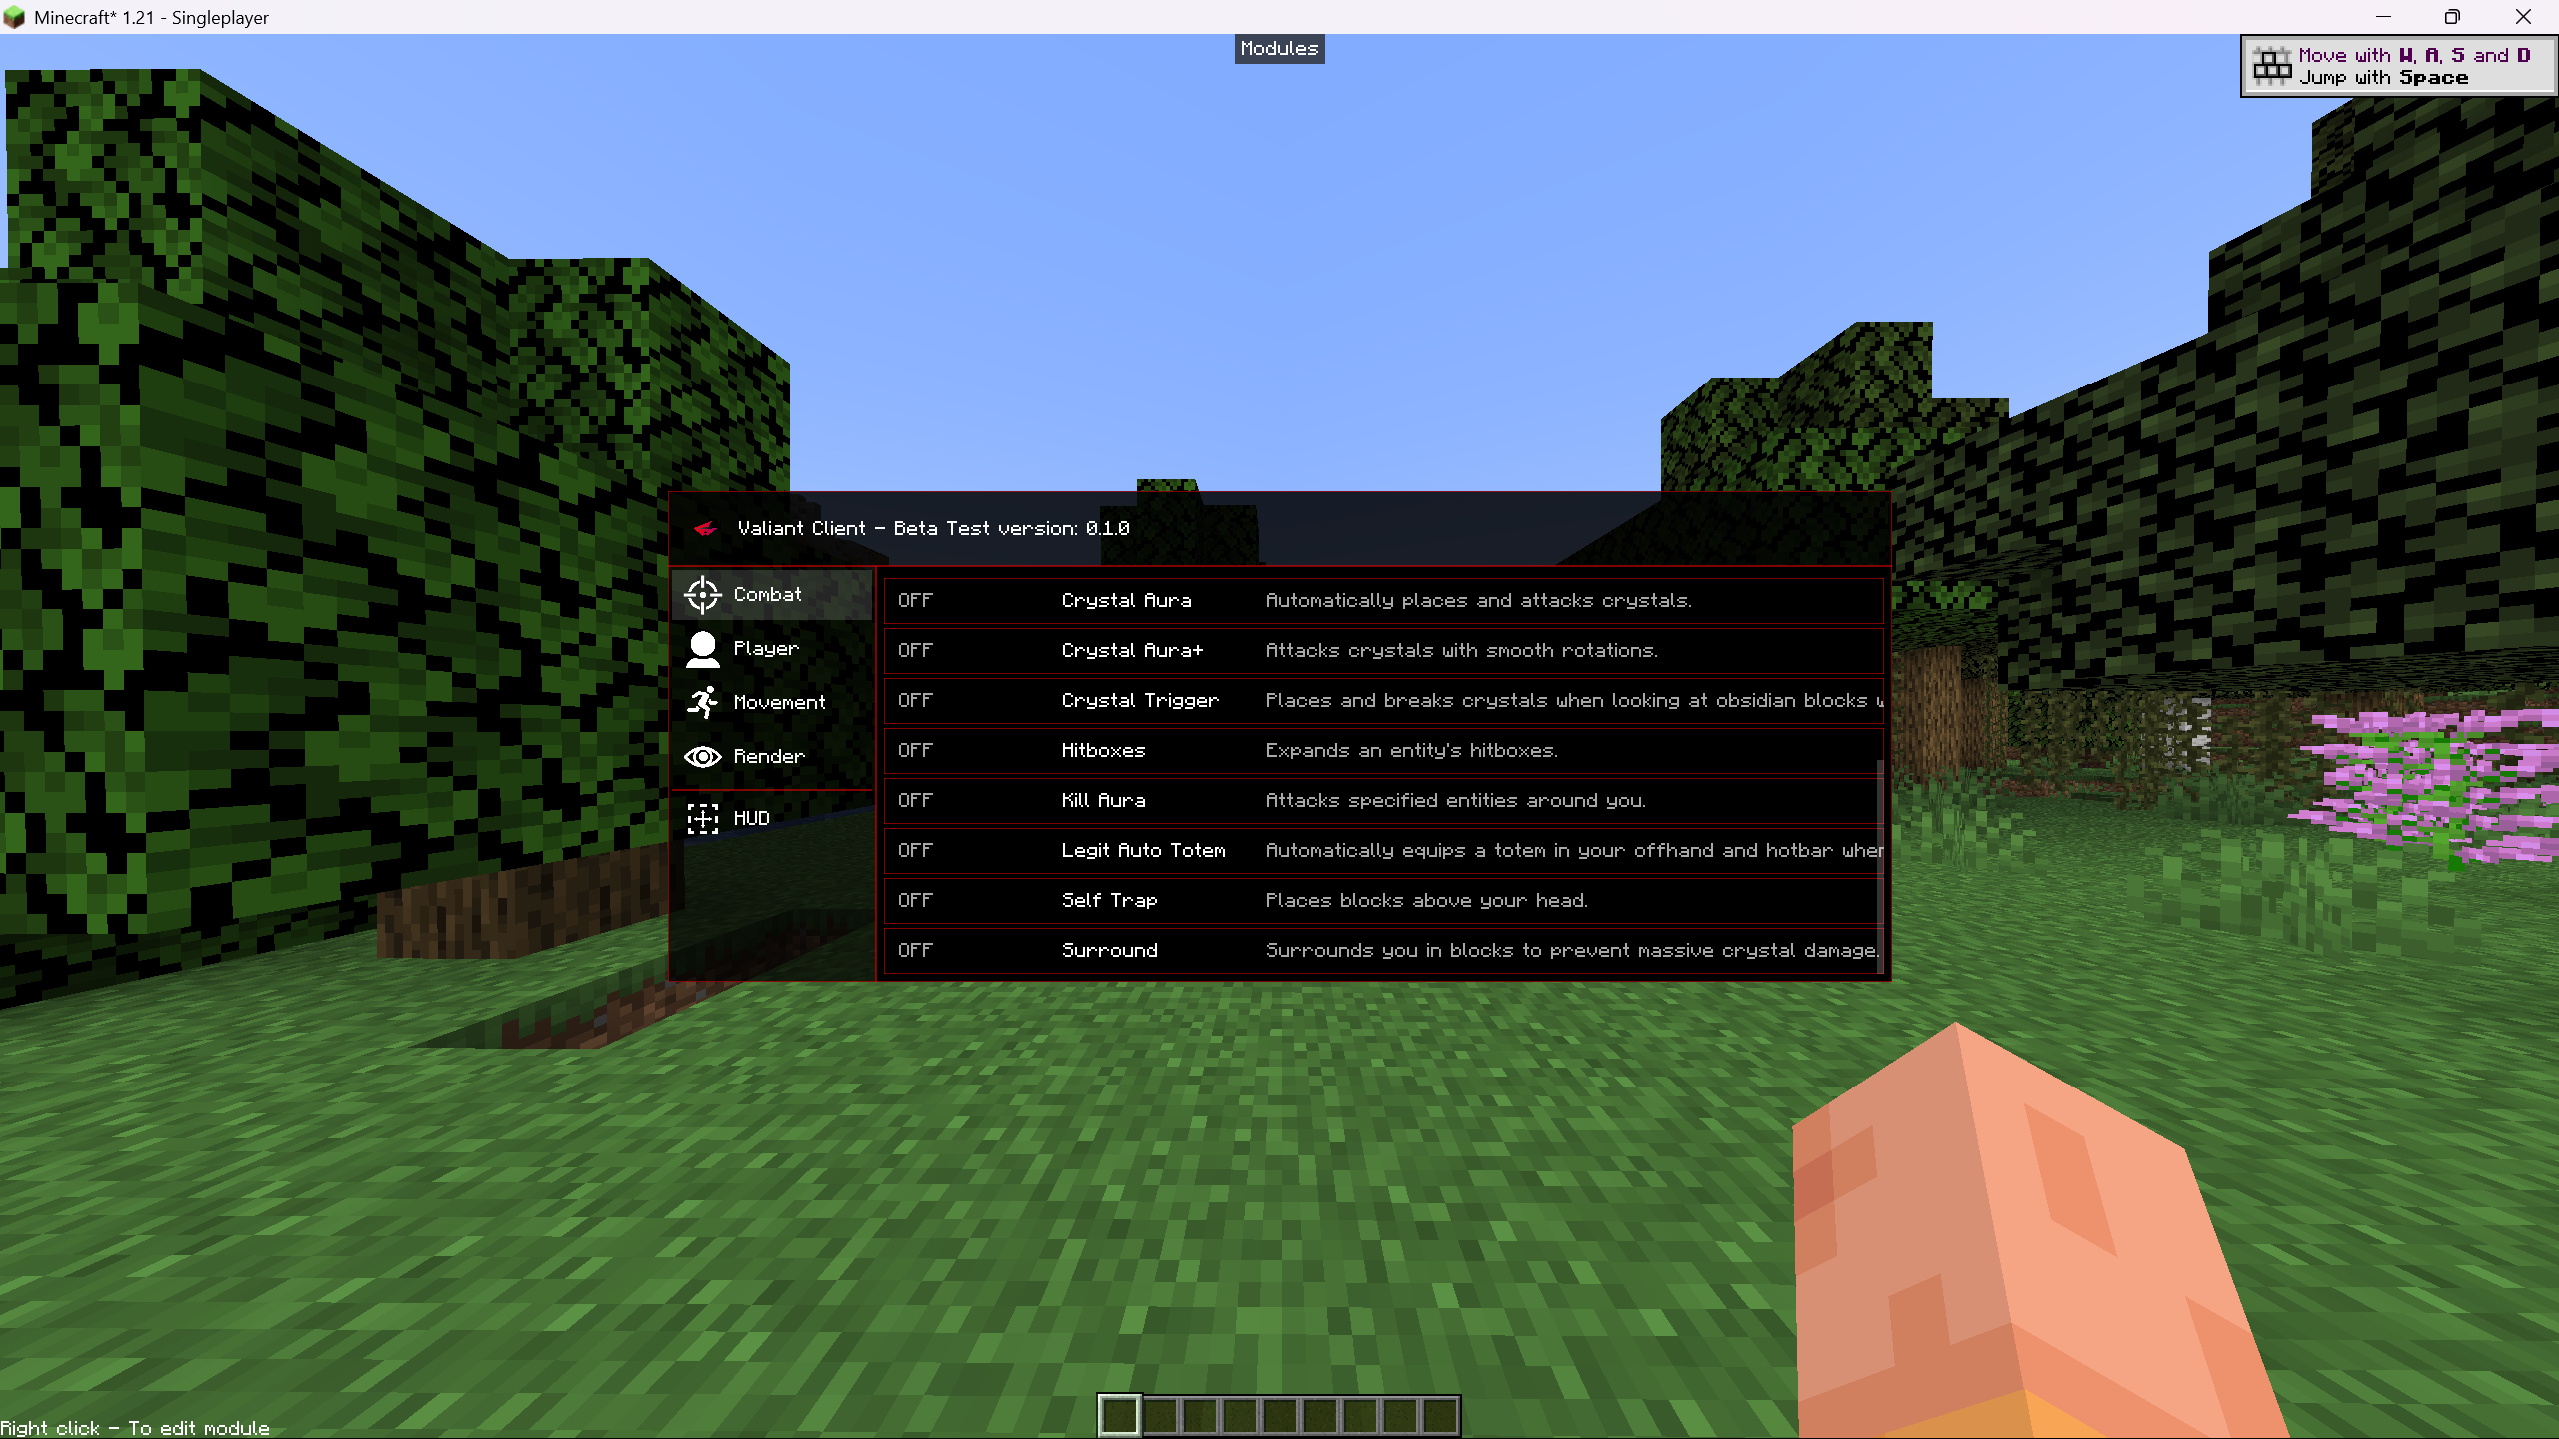 Minecraft* 1.21 - Singleplayer
Modules
Move with W, A, S and D
Jump with Space
Valiant Client - Beta Test version: 0.1.0
Combat
Player
Movement
Render
HUD
OFF Crystal Aura Automatically places and attacks crystals.
OFF Crystal Aura+ Attacks crystals with smooth rotations.
OFF Crystal Trigger Places and breaks crystals when looking at obsidian blocks
OFF Hitboxes Expands an entity's hitboxes.
OFF Kill Aura Attacks specified entities around you.
OFF Legit Auto Totem Automatically equips a totem in your offhand and hotbar
OFF Self Trap Places blocks above your head.
OFF Surround Surrounds you in blocks to prevent massive crystal damage.
Right click - To edit module